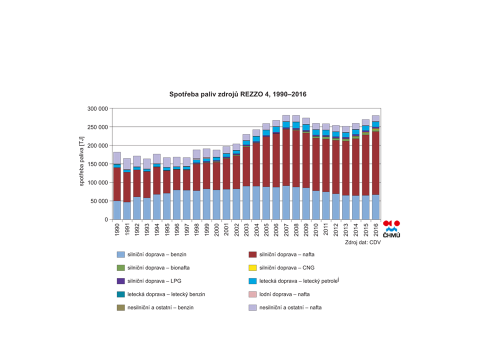 Spotřeba paliv zdrojů REZZO 4, 1990–2016
spotřeba paliva [TJ]
300 000
250 000
200 000
150 000
100 000
50 000
0
1990 1991 1992 1993 1994 1995 1996 1997 1998 1999 2000 2001 2002 2003 2004 2005 2006 2007 2008 2009 2010 2011 2012 2013 2014 2015 2016
ČHMÚ
Zdroj dat: CDV
silniční doprava – benzin silniční doprava – nafta
silniční doprava – bionafta silniční doprava – CNG
silniční doprava – LPG letecká doprava – letecký petrolej
letecká doprava – letecký benzin lodní doprava – nafta
nesilniční a ostatní – benzin nesilniční a ostatní – nafta